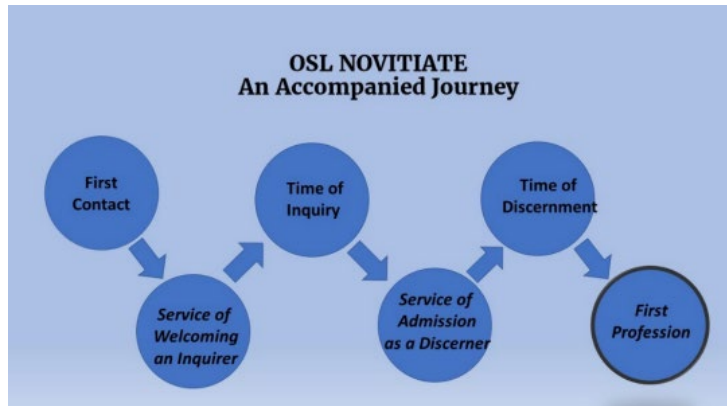 OSL NOVITIATE
An Accompanied Journey
First
Contact
Service of
Welcoming
an Inquirer
Time of
Inquiry
Service of
Admission
as a Discerner
Time of
Discernment
First
Profession